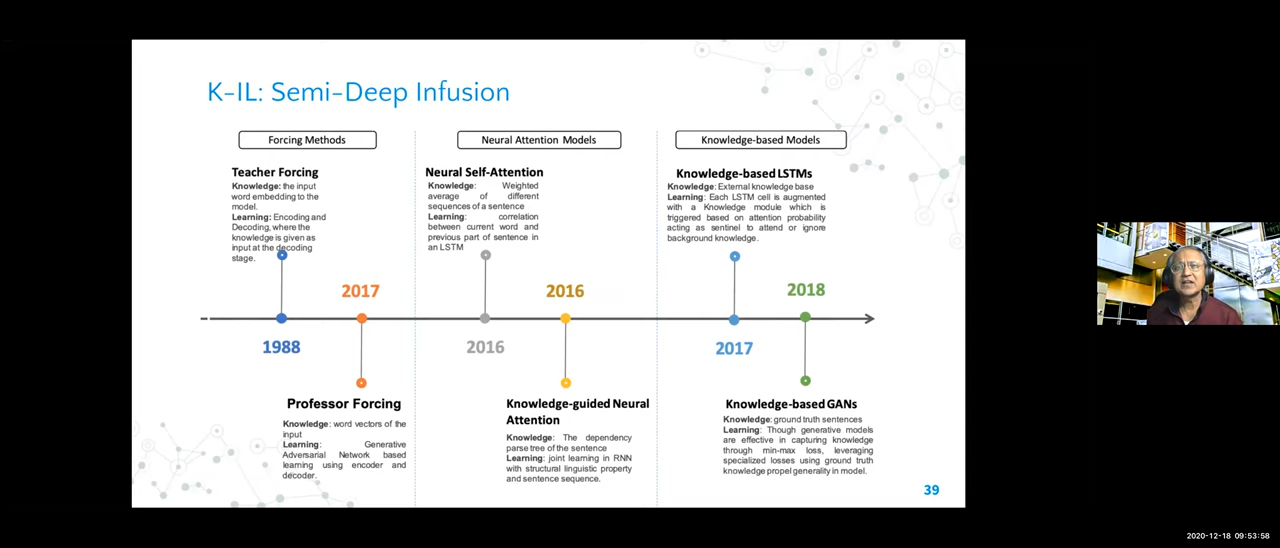 K-IL: Semi-Deep Infusion
Forcing Methods
Neural Attention Models
Knowledge-based Models
Teacher Forcing
Knowledge: the input
word embedding to the
model.
Learning: Encoding and
Decoding, where the
knowledge is given as
input at the decoding
stage.
Neural Self-Attention
Knowledge: Weighted
average of different
sequences of a sentence
Learning: correlation
between current word and
previous part of sentence in
an LSTM
Knowledge-based LSTMs
Knowledge: External knowledge base
Learning: Each LSTM cell is augmented
with a Knowledge module which is
triggered based on attention probability
acting as sentinel to attend or ignore
background knowledge.
2017
2016
2018
1988
2016
2017
Professor Forcing
Knowledge: word vectors of the
input
Learning: Generative
Adversarial Network based
learning using encoder and
decoder.
Knowledge-guided Neural
Attention
Knowledge: The dependency
parse tree of the sentence
Learning: joint learning in RNN
with structural linguistic property
and sentence sequence.
Knowledge-based GANs
Knowledge: ground truth sentences
Learning: Though generative models
are effective in capturing knowledge
through min-max loss, leveraging
specialized losses using ground truth
knowledge propel generality in model.
39
2020-12-18 09:53:58